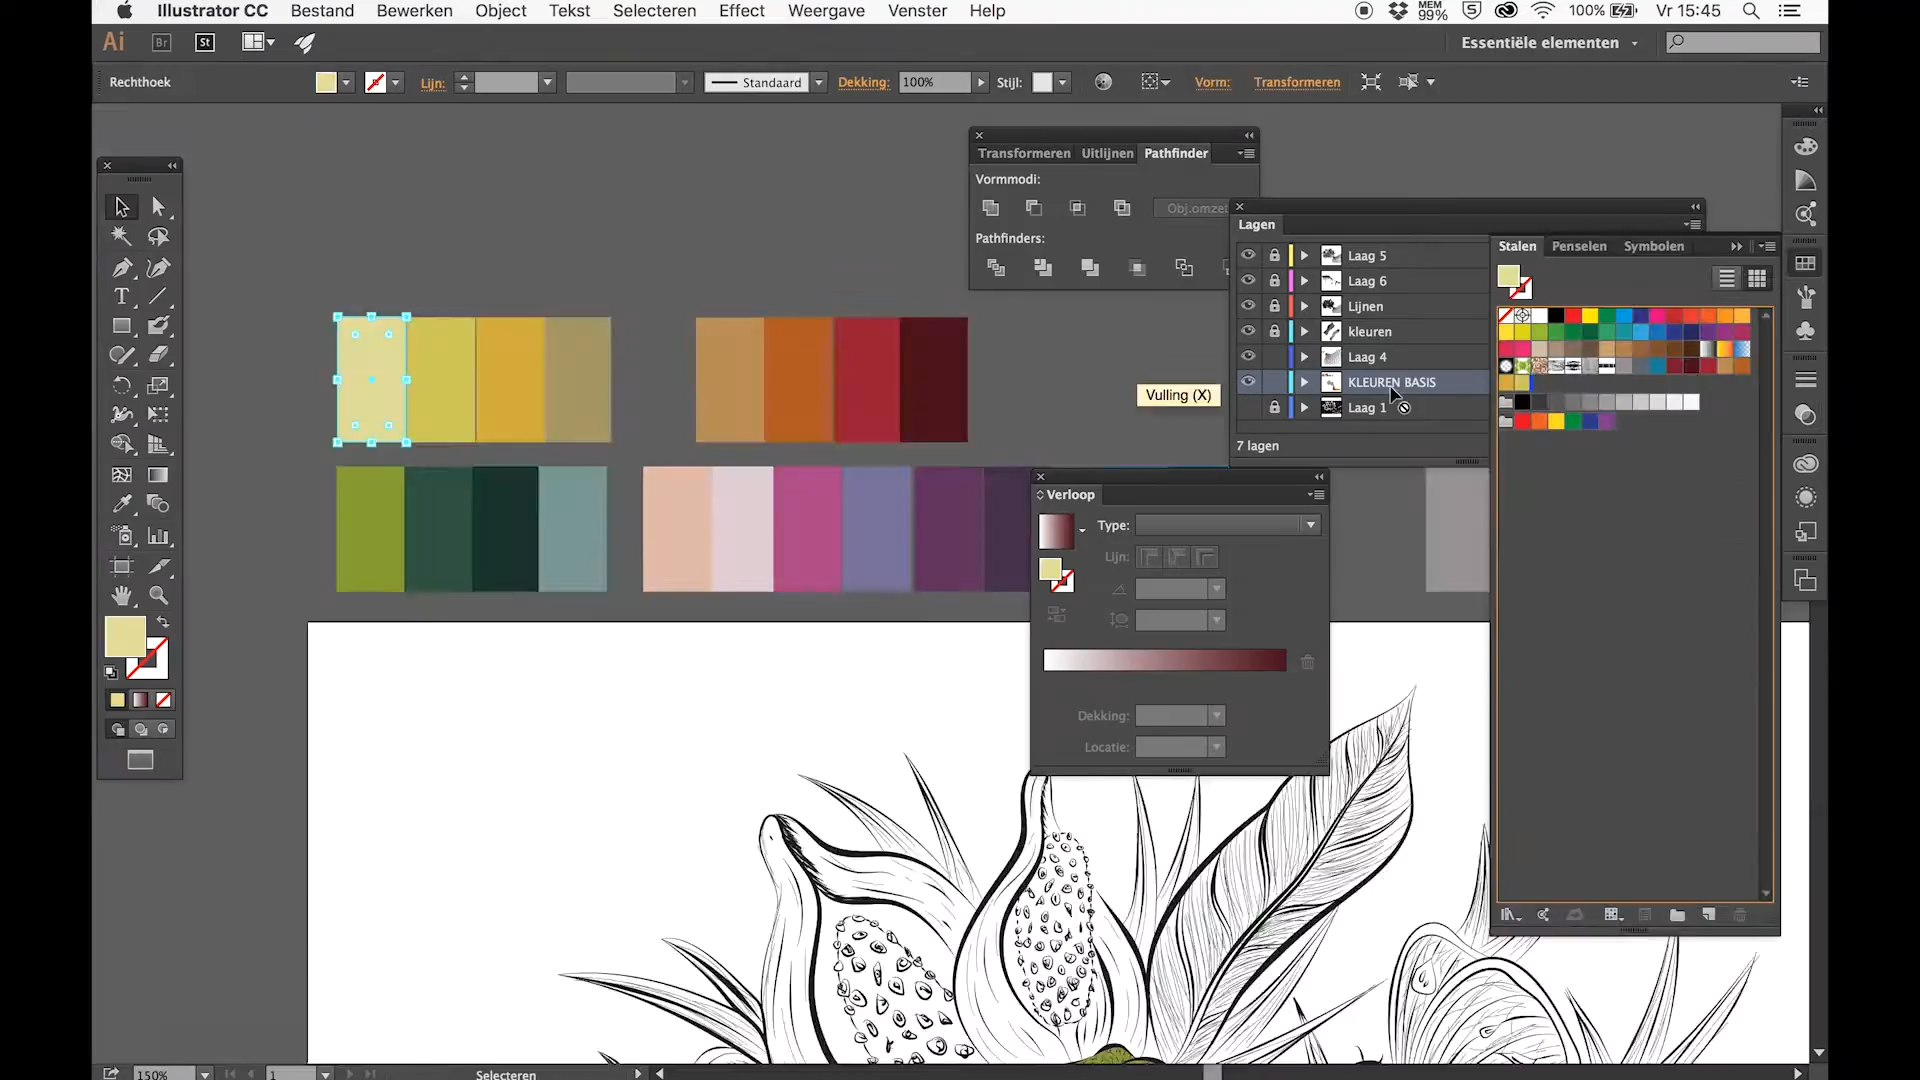 Illustrator CC Bestand Bewerken Object Tekst Selecteren Effect Weergave Venster Help MEM 99% 100% Vr 15:45
Ai Br St Essentiële elementen
Rechthoek Lijn: Standaard Dekking: 100% Stijl: Vorm: Transformeren
Transformeren Uitlijnen Pathfinder
Vormmodi:
Obj.omzet
Pathfinders:
Lagen
Laag 5
Laag 6
Lijnen
kleuren
Laag 4
KLEUREN BASIS
Laag 1
7 lagen
Stalen Penselen Symbolen
Vulling (X)
Verloop
Type:
Lijn:
Dekking:
Locatie:
150% 1 Selecteren